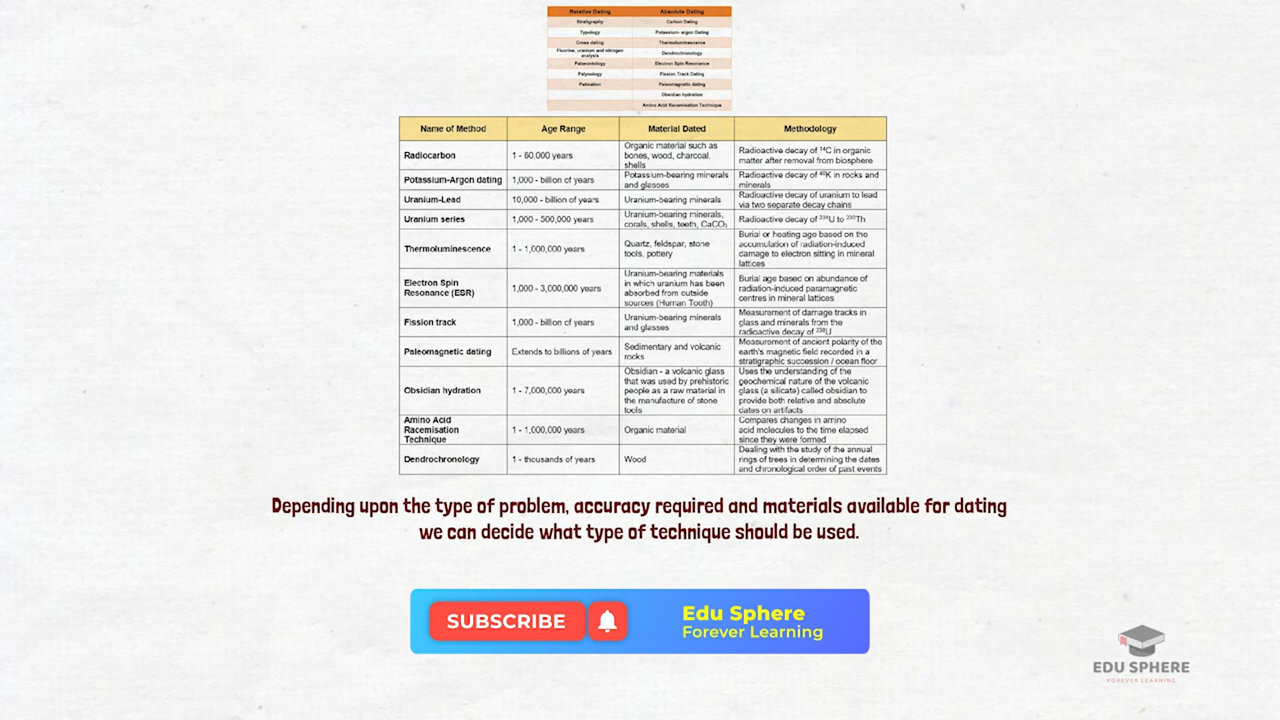 Relative Dating Absolute Dating
Stratigraphy Carbon Dating
Typology Potassium- argon Dating
Cross dating Thermoluminescence
Fluorine, uranium and nitrogen
analysis Dendrochronology
Palaeontology Electron Spin Resonance
Palynology Fission Track Dating
Patination Paleomagnetic dating
Obsidian hydration
Amino Acid Racemisation Technique
Name of Method Age Range Material Dated Methodology
Radiocarbon 1 - 60,000 years
Organic material such as
bones, wood, charcoal,
shells
Radioactive decay of ¹⁴C in organic
matter after removal from biosphere
Potassium-Argon dating 1,000 - billion of years
Potassium-bearing minerals
and glasses
Radioactive decay of ⁴⁰K in rocks and
minerals
Uranium-Lead 10,000 - billion of years Uranium-bearing minerals
Radioactive decay of uranium to lead
via two separate decay chains
Uranium series 1,000 - 500,000 years
Uranium-bearing minerals,
corals, shells, teeth, CaCO₃
Radioactive decay of ²³⁴U to ²³⁰Th
Thermoluminescence 1 - 1,000,000 years
Quartz, feldspar, stone
tools, pottery
Burial or heating age based on the
accumulation of radiation-induced
damage to electron sitting in mineral
lattices
Electron Spin
Resonance (ESR)
1,000 - 3,000,000 years
Uranium-bearing materials
in which uranium has been
absorbed from outside
sources (Human Tooth)
Burial age based on abundance of
radiation-induced paramagnetic
centres in mineral lattices
Fission track 1,000 - billion of years
Uranium-bearing minerals
and glasses
Measurement of damage tracks in
glass and minerals from the
radioactive decay of ²³⁸U
Paleomagnetic dating Extends to billions of years
Sedimentary and volcanic
rocks
Measurement of ancient polarity of the
earth's magnetic field recorded in a
stratigraphic succession / ocean floor
Obsidian hydration 1 - 7,000,000 years
Obsidian - a volcanic glass
that was used by prehistoric
people as a raw material in
the manufacture of stone
tools
Uses the understanding of the
geochemical nature of the volcanic
glass (a silicate) called obsidian to
provide both relative and absolute
dates on artifacts
Amino Acid
Racemisation
Technique
1 - 1,000,000 years Organic material
Compares changes in amino
acid molecules to the time elapsed
since they were formed
Dendrochronology 1 - thousands of years Wood
Dealing with the study of the annual
rings of trees in determining the dates
and chronological order of past events
Depending upon the type of problem, accuracy required and materials available for dating
we can decide what type of technique should be used.
SUBSCRIBE
Edu Sphere
Forever Learning
EDU SPHERE
FOREVER LEARNING